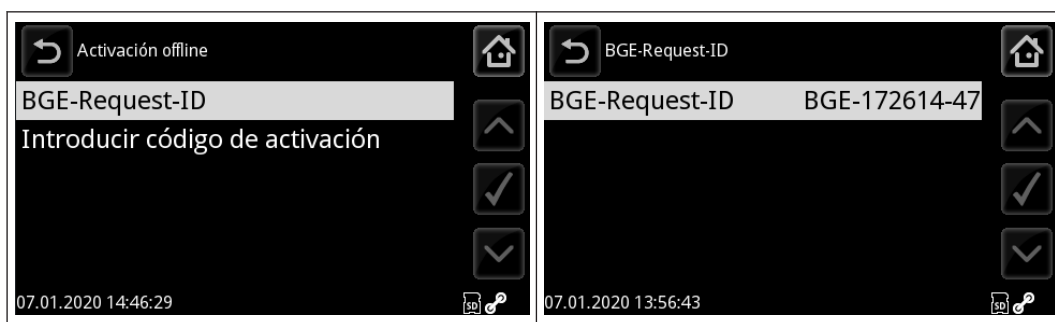 Activación offline
BGE-Request-ID
Introducir código de activación
07.01.2020 14:46:29
SD
BGE-Request-ID
BGE-Request-ID BGE-172614-47
07.01.2020 13:56:43
SD